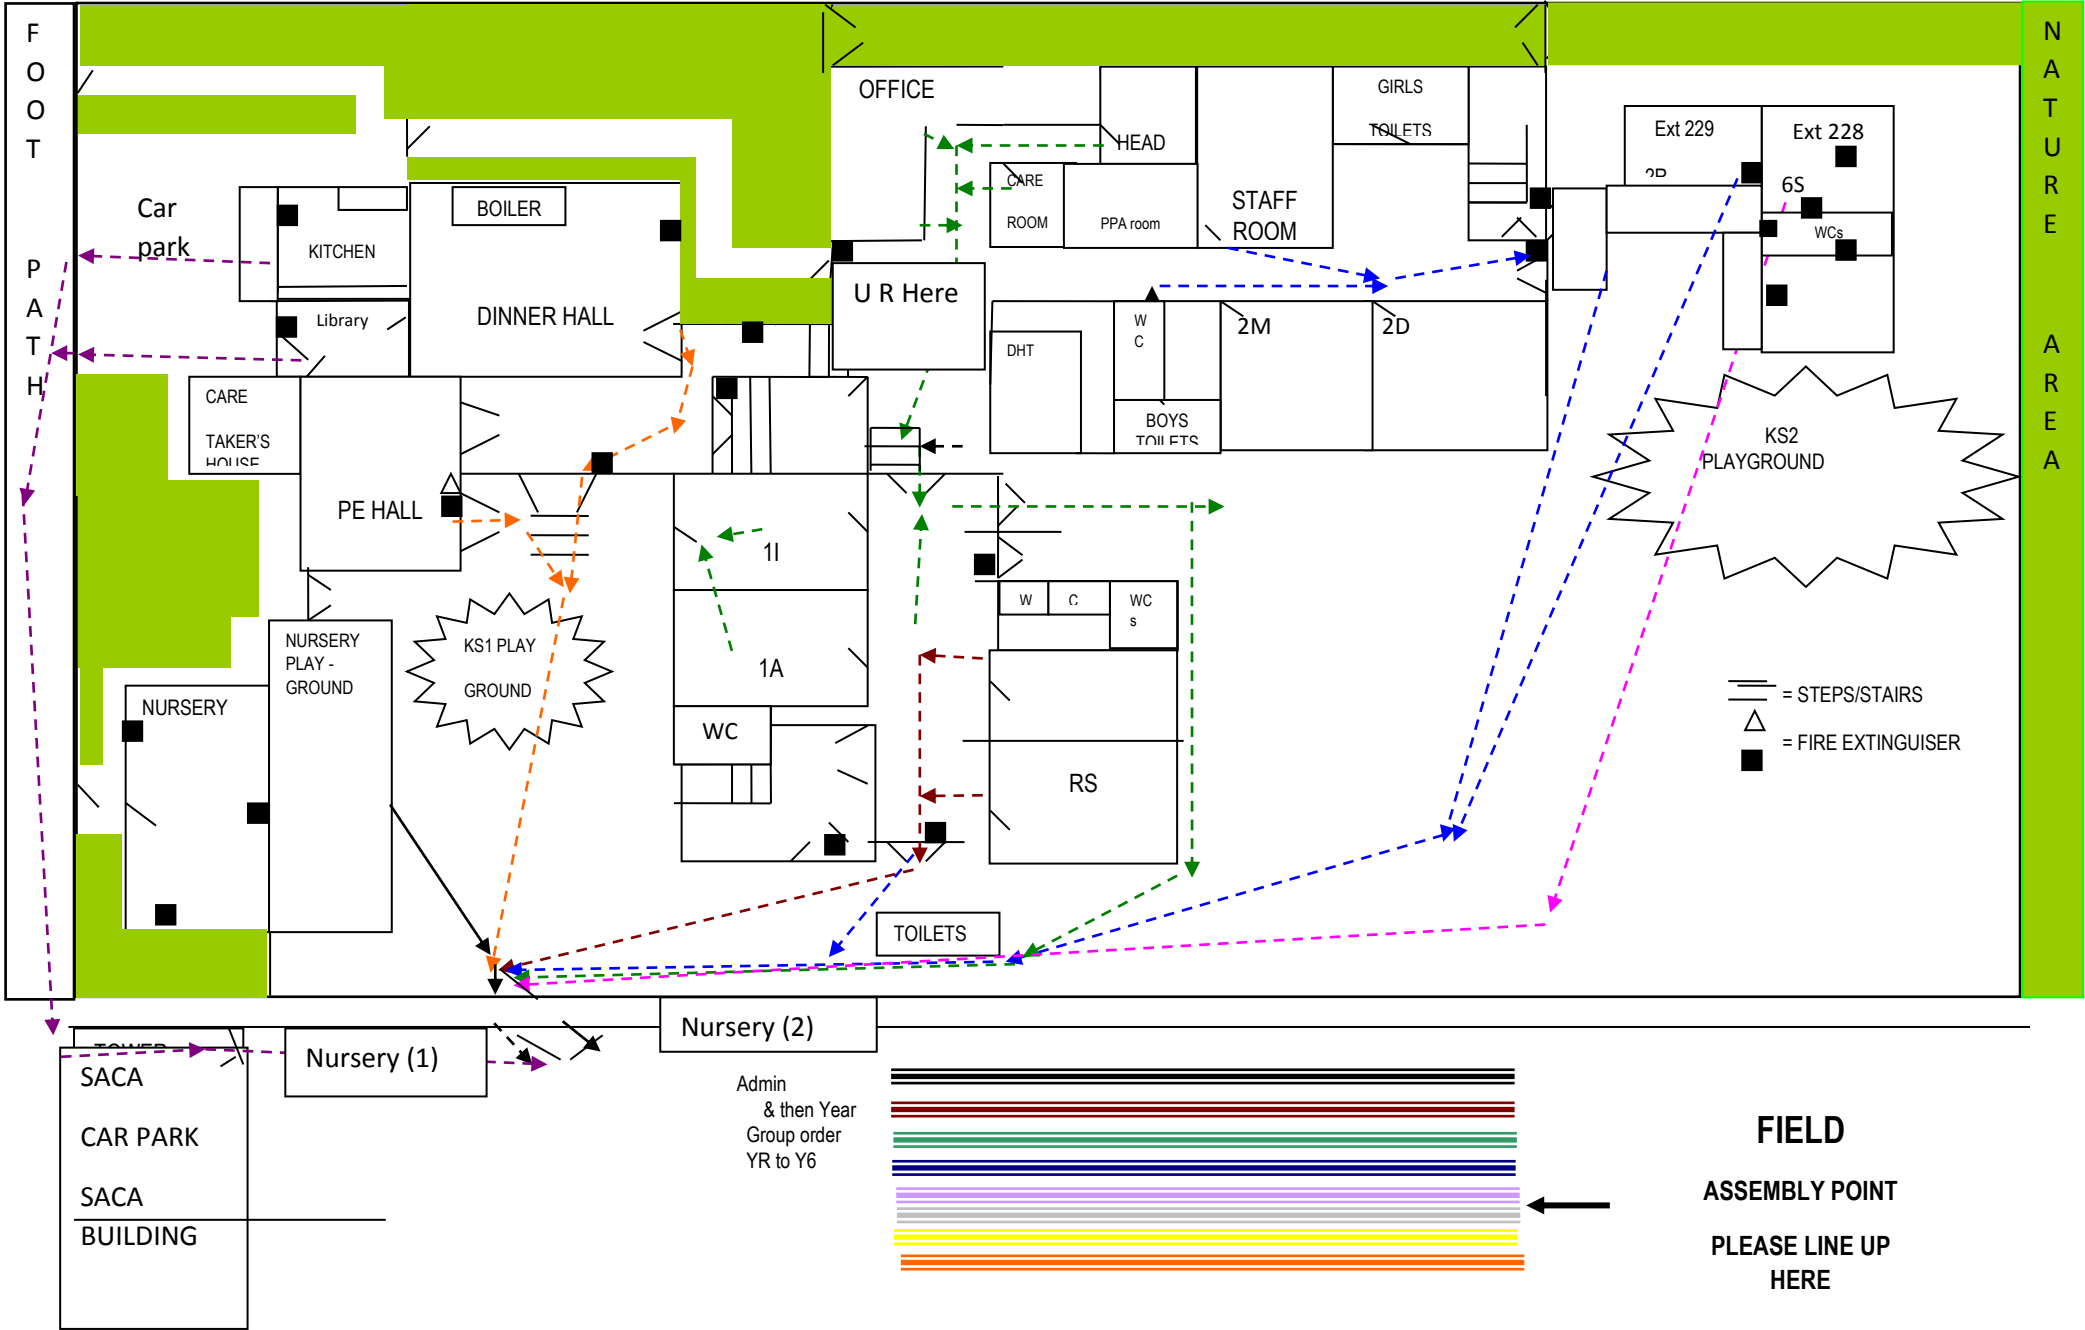 FOOT PATH
NATURE AREA
OFFICE
GIRLS
TOILETS
HEAD
CARE
ROOM
PPA room
STAFF
ROOM
Ext 229
Ext 228
6S
WCs
Car
park
BOILER
KITCHEN
DINNER HALL
Library
U R Here
DHT
W
C
2M
2D
BOYS
TOILETS
CARE
TAKER'S
HOUSE
PE HALL
KS2
PLAYGROUND
1I
1A
W
C
WC
s
NURSERY
PLAY -
GROUND
KS1 PLAY
GROUND
NURSERY
WC
RS
= STEPS/STAIRS
= FIRE EXTINGUISER
TOILETS
Nursery (2)
Nursery (1)
TOWER
SACA
CAR PARK
SACA
BUILDING
Admin
& then Year
Group order
YR to Y6
FIELD
ASSEMBLY POINT
PLEASE LINE UP
HERE